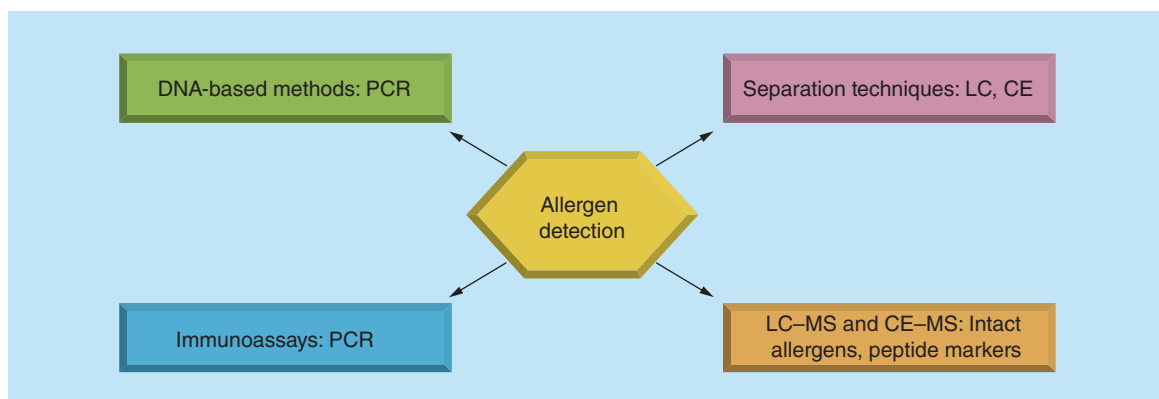 DNA-based methods: PCR
Separation techniques: LC, CE
Allergen
detection
Immunoassays: PCR
LC–MS and CE–MS: Intact
allergens, peptide markers